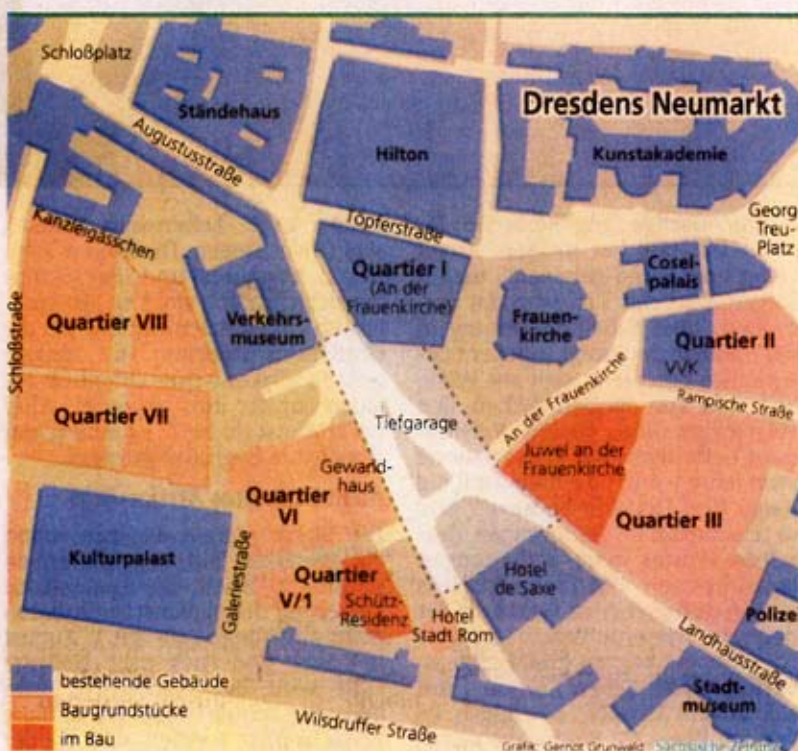 Schloßplatz
Ständehaus
Dresdens Neumarkt
Augustusstraße
Hilton
Kunstakademie
Töpferstraße
Georg
Treu-
Platz
Kanzleigässchen
Quartier I
(An der
Frauenkirche)
Cosel-
palais
Schloßstraße
Quartier VIII
Verkehrs-
museum
Frauen-
kirche
Quartier II
VVK
An der Frauenkirche
Rampische Straße
Quartier VII
Tiefgarage
Gewand-
haus
Juwel an der
Frauenkirche
Quartier
VI
Quartier III
Kulturpalast
Galeriestraße
Quartier
V/1
Schütz-
Residenz
Hotel
de Saxe
Hotel
Stadt Rom
Polize
Landhausstraße
Stadt-
museum
bestehende Gebäude
Baugrundstücke
im Bau
Wilsdruffer Straße
Grafik: Gernot Grunwald